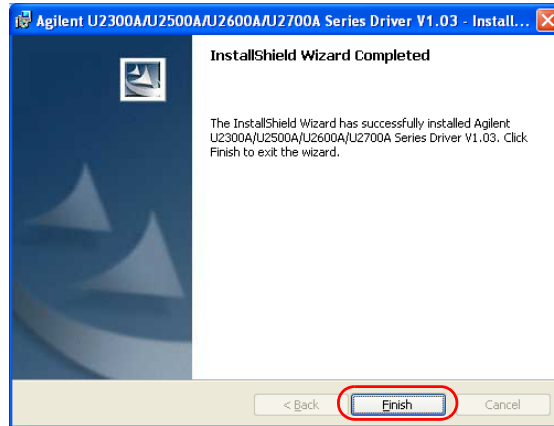 Agilent U2300A/U2500A/U2600A/U2700A Series Driver V1.03 - Install...
InstallShield Wizard Completed
The InstallShield Wizard has successfully installed Agilent
U2300A/U2500A/U2600A/U2700A Series Driver V1.03. Click
Finish to exit the wizard.
< Back
Finish
Cancel